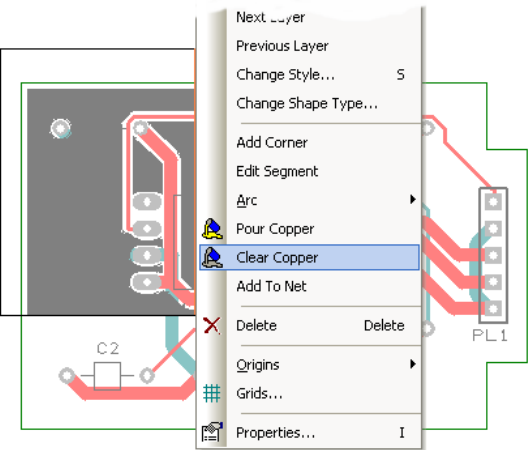 Next Layer
Previous Layer
Change Style... S
Change Shape Type...
Add Corner
Edit Segment
Arc
Pour Copper
Clear Copper
Add To Net
Delete Delete
Origins
Grids...
Properties... I
C2
PL1